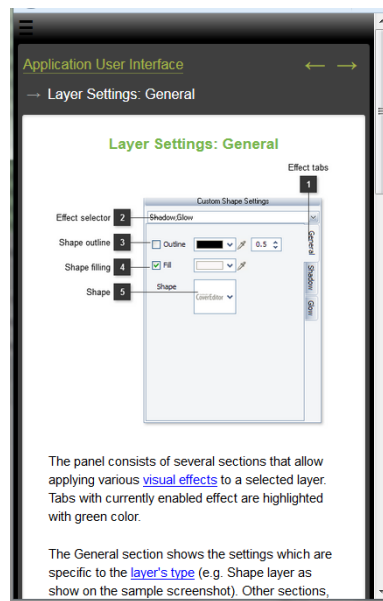 Application User Interface
← →
→ Layer Settings: General
Layer Settings: General
Effect tabs
1
Custom Shape Settings
Effect selector 2 Shadow;Glow
Shape outline 3 Outline 0.5 General
Shape filling 4 Fill Shadow
Shape 5 Shape CoverEditor Glow
The panel consists of several sections that allow
applying various visual effects to a selected layer.
Tabs with currently enabled effect are highlighted
with green color.
The General section shows the settings which are
specific to the layer's type (e.g. Shape layer as
show on the sample screenshot). Other sections,